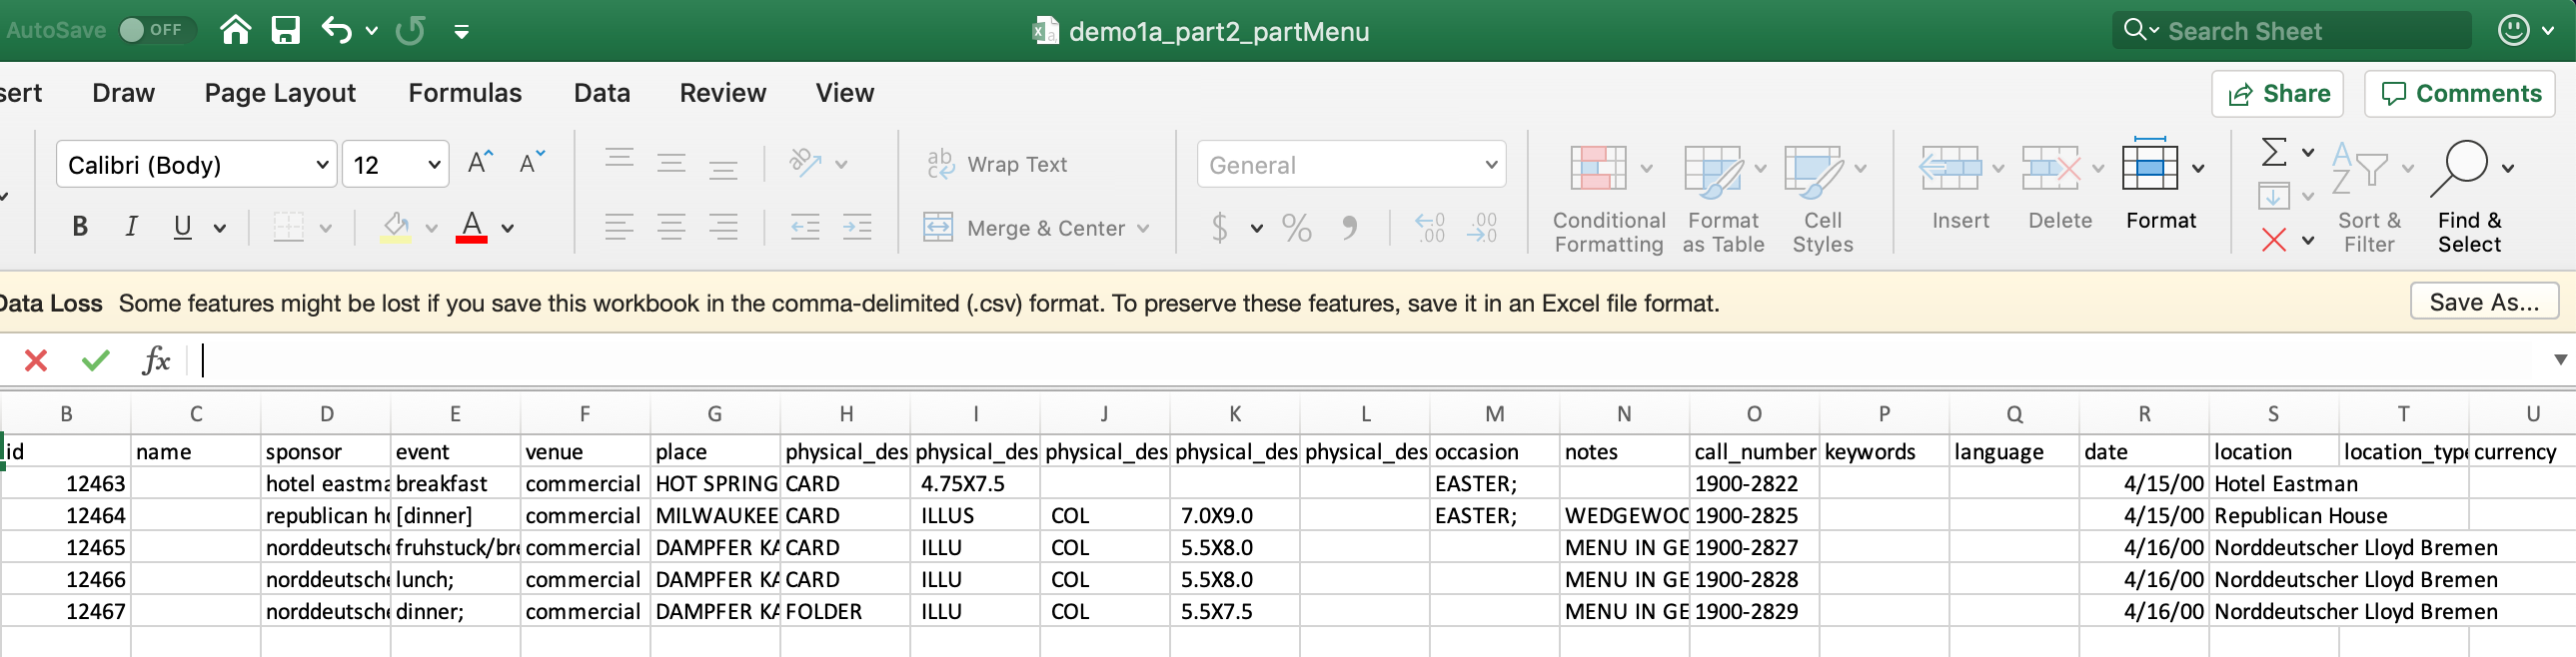 AutoSave OFF demo1a_part2_partMenu Search Sheet
sert Draw Page Layout Formulas Data Review View Share Comments
Calibri (Body) 12 A A ab Wrap Text General
B I U A Merge & Center $ % Conditional Formatting Format as Table Cell Styles Insert Delete Format Sort & Filter Find & Select
Data Loss Some features might be lost if you save this workbook in the comma-delimited (.csv) format. To preserve these features, save it in an Excel file format. Save As...
fx
B C D E F G H I J K L M N O P Q R S T U
id name sponsor event venue place physical_des physical_des physical_des physical_des physical_des occasion notes call_number keywords language date location location_type currency
12463 hotel eastma breakfast commercial HOT SPRING CARD 4.75X7.5 EASTER; 1900-2822 4/15/00 Hotel Eastman
12464 republican ho [dinner] commercial MILWAUKEE CARD ILLUS COL 7.0X9.0 EASTER; WEDGEWOO 1900-2825 4/15/00 Republican House
12465 norddeutsche fruhstuck/bre commercial DAMPFER KA CARD ILLU COL 5.5X8.0 MENU IN GE 1900-2827 4/16/00 Norddeutscher Lloyd Bremen
12466 norddeutsche lunch; commercial DAMPFER KA CARD ILLU COL 5.5X8.0 MENU IN GE 1900-2828 4/16/00 Norddeutscher Lloyd Bremen
12467 norddeutsche dinner; commercial DAMPFER KA FOLDER ILLU COL 5.5X7.5 MENU IN GE 1900-2829 4/16/00 Norddeutscher Lloyd Bremen